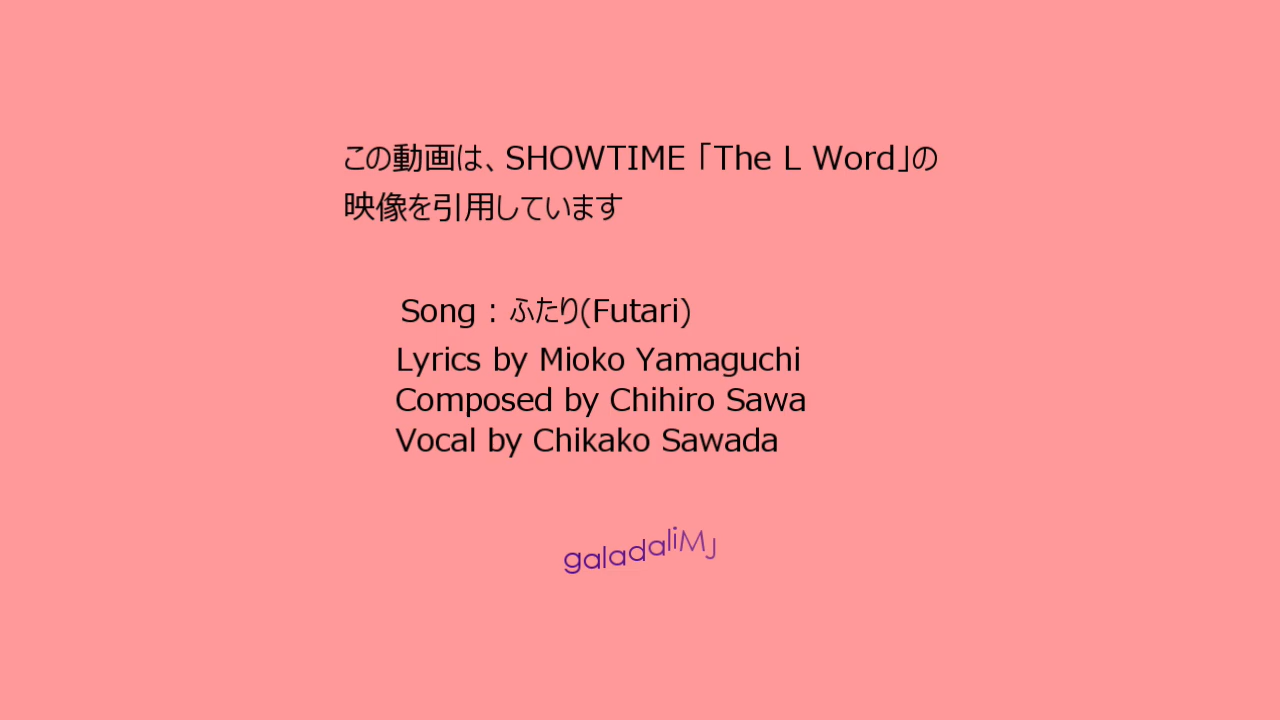 この動画は、SHOWTIME「The L Word」の
映像を引用しています
Song : ふたり(Futari)
Lyrics by Mioko Yamaguchi
Composed by Chihiro Sawa
Vocal by Chikako Sawada
galadaliMJ